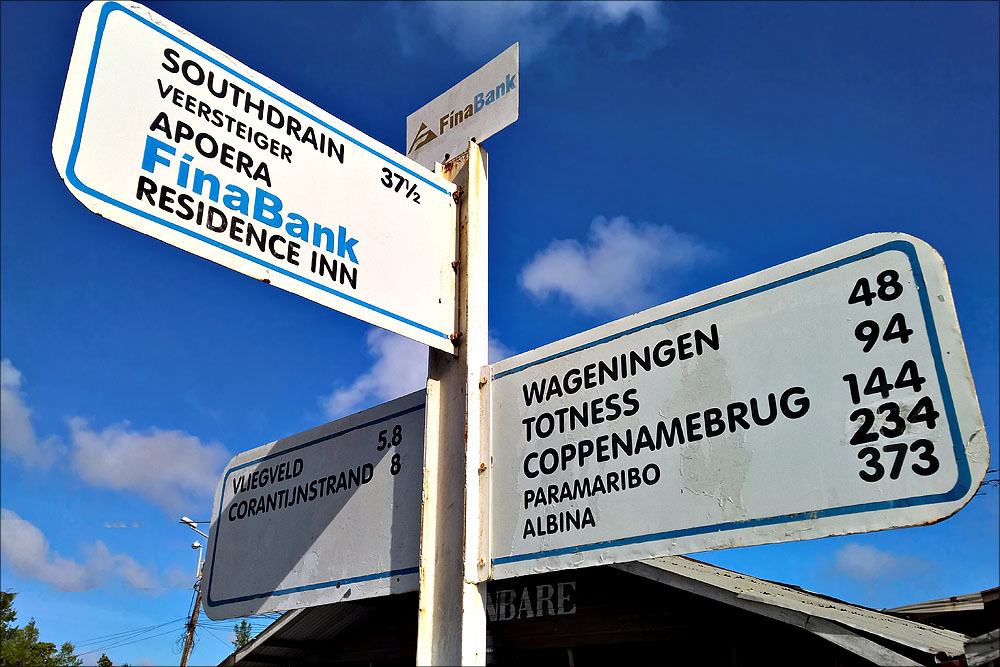 FinaBank
SOUTHDRAIN 37½
VEERSTEIGER
APOERA
FinaBank
RESIDENCE INN
WAGENINGEN 48
TOTNESS 94
COPPENAMEBRUG 144
PARAMARIBO 234
ALBINA 373
VLIEGVELD 5.8
CORANTIJNSTRAND 8